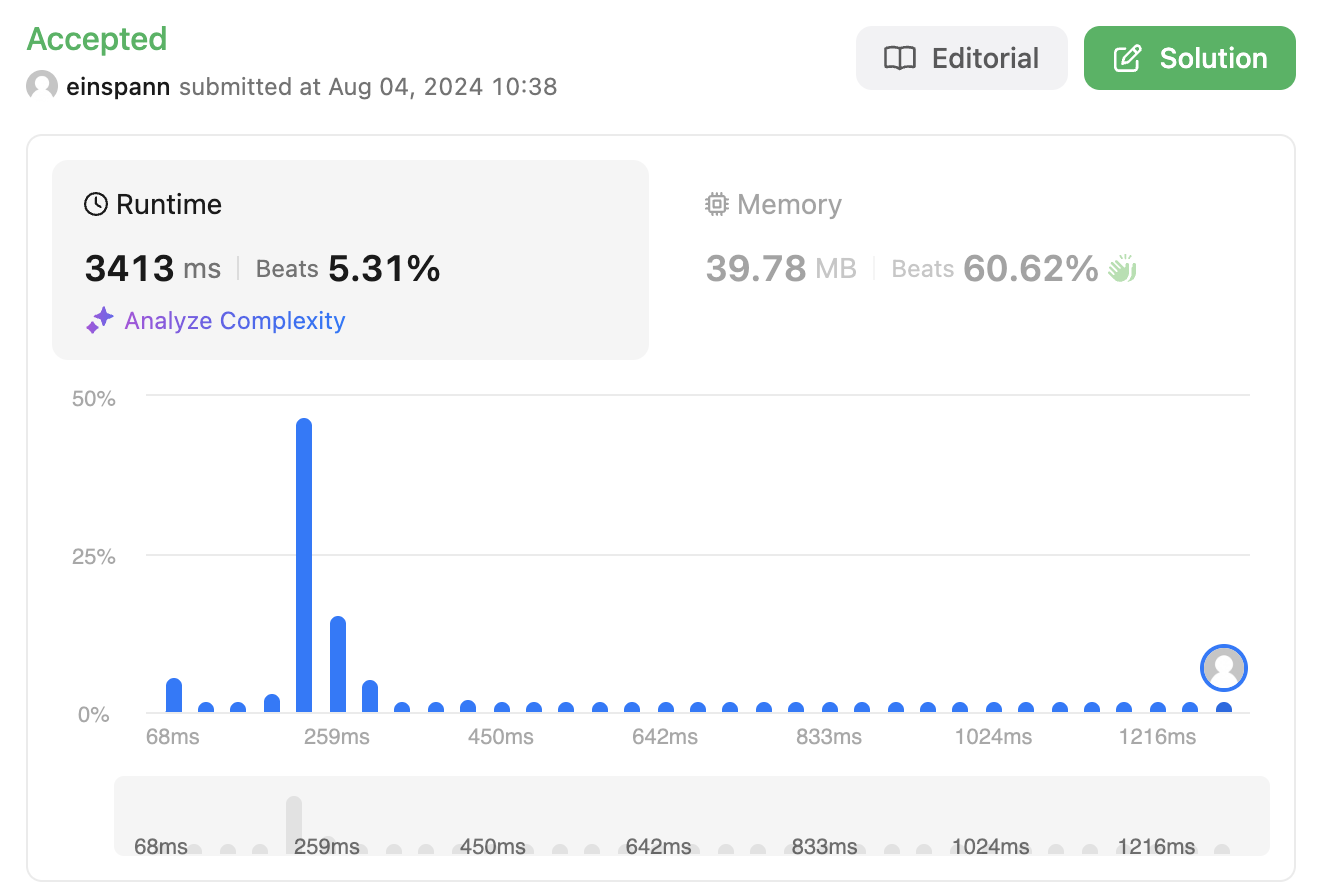 Accepted
Editorial
Solution
einspann submitted at Aug 04, 2024 10:38
Runtime
Memory
3413 ms Beats 5.31%
39.78 MB Beats 60.62%
Analyze Complexity
50%
25%
0%
68ms 259ms 450ms 642ms 833ms 1024ms 1216ms
68ms 259ms 450ms 642ms 833ms 1024ms 1216ms